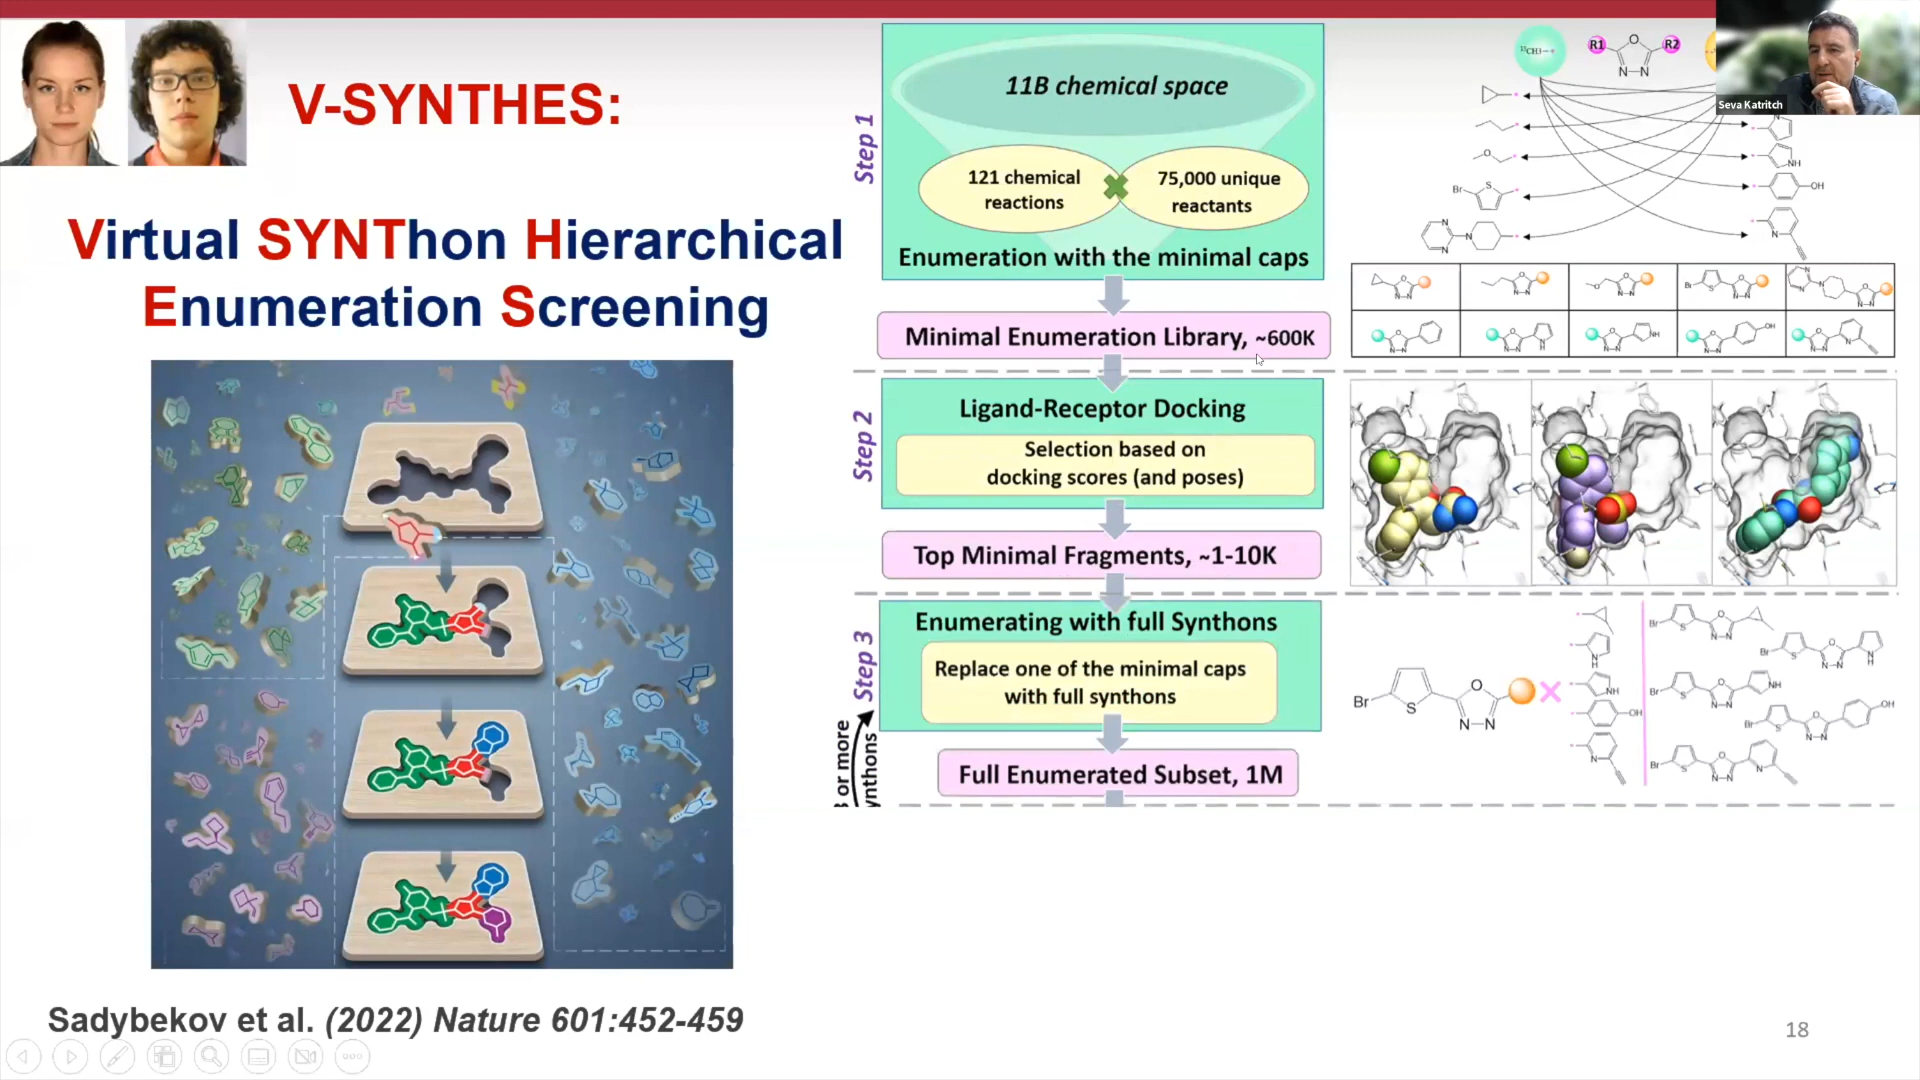 V-SYNTHES:
Virtual SYNThon Hierarchical
Enumeration Screening
Sadybekov et al. (2022) Nature 601:452-459
Step 1
11B chemical space
121 chemical
reactions
75,000 unique
reactants
Enumeration with the minimal caps
Minimal Enumeration Library, ~600K
Step 2
Ligand-Receptor Docking
Selection based on
docking scores (and poses)
Top Minimal Fragments, ~1-10K
Step 3
Enumerating with full Synthons
Replace one of the minimal caps
with full synthons
or more
Full Enumerated Subset, 1M
R1
R2
Seva Katritch
18